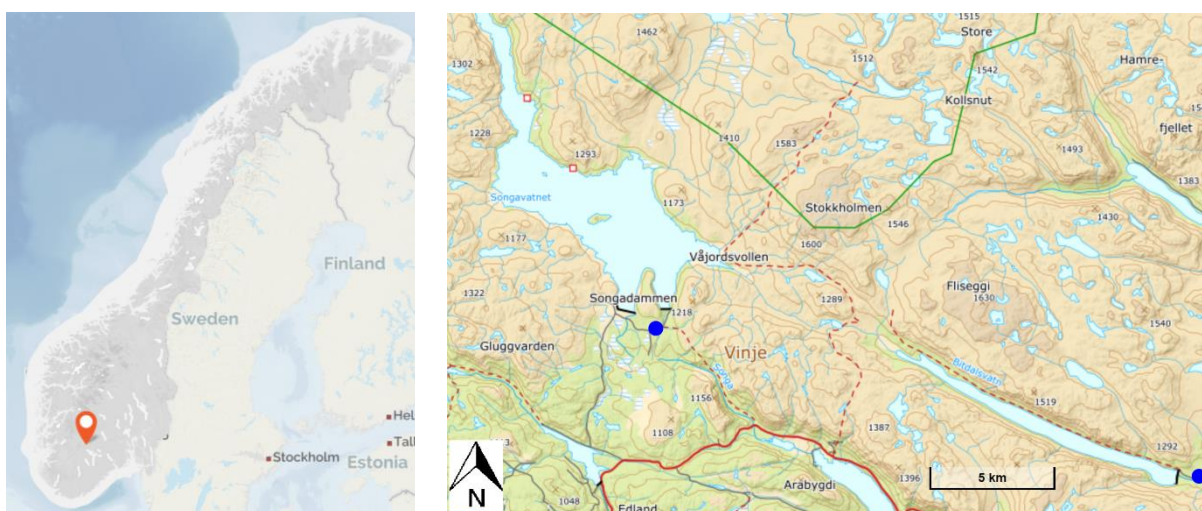 Finland
Sweden
Hel
Tall
Stockholm
Estonia
1462
1515
Store
1302
1512
1542
Hamre-
Kollsnut
1228
1410
1583
1493
fjellet
1293
1383
Songavatnet
1173
Stokkholmen
1430
1177
1546
1600
Våjordsvollen
1322
Songadammen
1289
Fliseggi
1630
1218
1540
Gluggvarden
Vinje
Songa
Bitdalsvatn
1156
1519
1108
1387
1292
N
1048
Edland
Arabygdi
1396
5 km